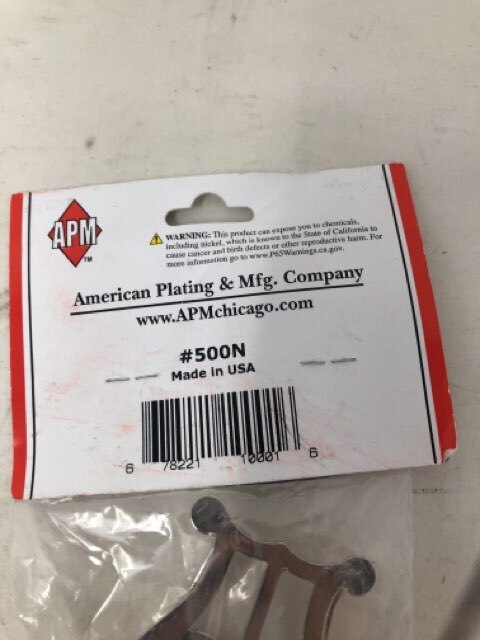 APM
TM
WARNING: This product can expose you to chemicals,
including nickel, which is known to the State of California to
cause cancer and birth defects or other reproductive harm. For
more information go to www.P65Warnings.ca.gov.
American Plating & Mfg. Company
www.APMchicago.com
#500N
Made in USA
6 78221 10001 6